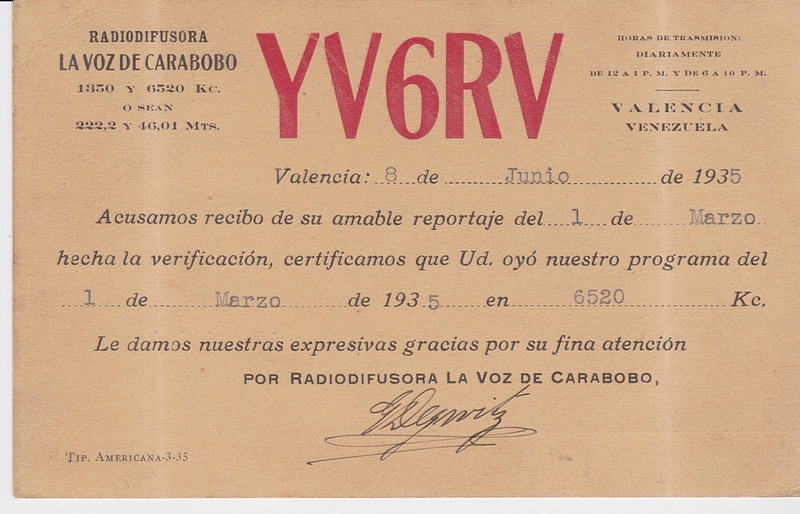 RADIODIFUSORA
LA VOZ DE CARABOBO
1350 Y 6520 Kc.
O SEAN
222,2 Y 46,01 Mts.
YV6RV
HORAS DE TRASMISION:
DIARIAMENTE
DE 12 A 1 P. M. Y DE 6 A 10 P. M.
VALENCIA
VENEZUELA
Valencia: 8 de Junio de 1935
Acusamos recibo de su amable reportaje del 1 de Marzo
hecha la verificación, certificamos que Ud. oyó nuestro programa del
1 de Marzo de 1935 en 6520 Kc.
Le damos nuestras expresivas gracias por su fina atención
POR RADIODIFUSORA LA VOZ DE CARABOBO,
TIP. AMERICANA-3-35